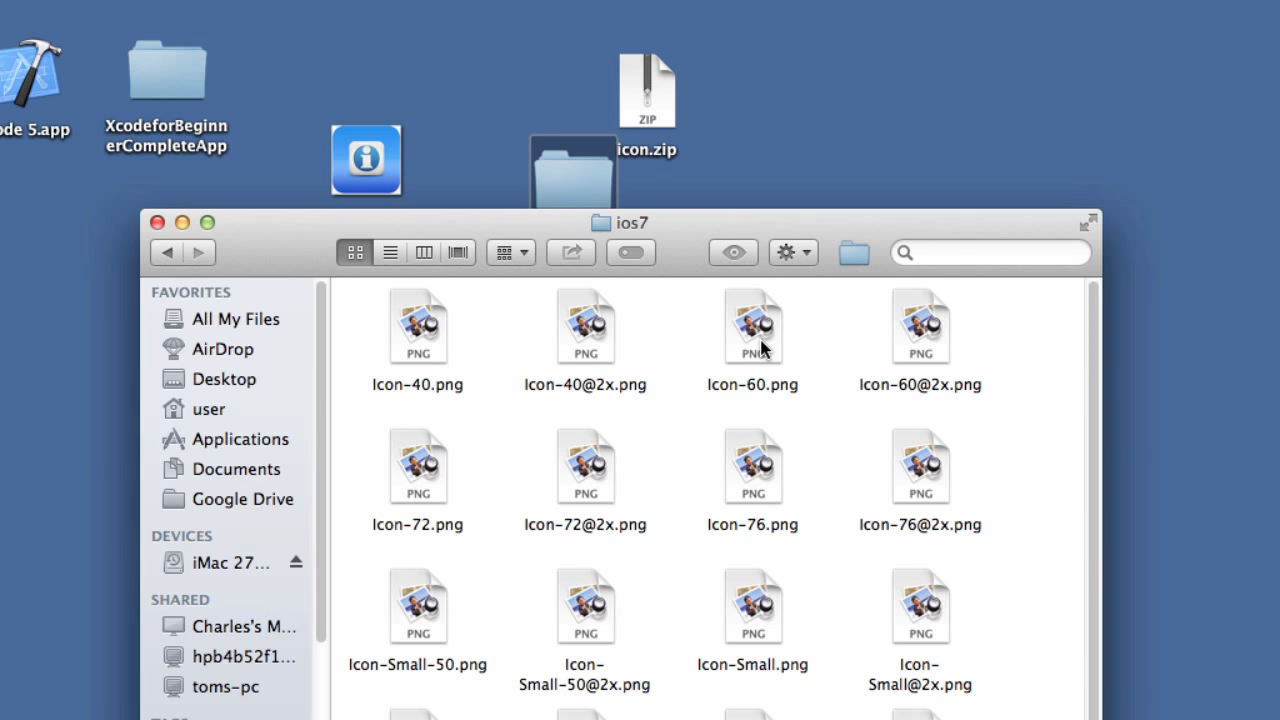 ode 5.app
XcodeforBeginn
erCompleteApp
ZIP
icon.zip
ios7
FAVORITES
All My Files
AirDrop
Desktop
user
Applications
Documents
Google Drive
DEVICES
iMac 27...
SHARED
Charles's M...
hpb4b52f1...
toms-pc
PNG
PNG
PNG
PNG
Icon-40.png
Icon-40@2x.png
Icon-60.png
Icon-60@2x.png
PNG
PNG
PNG
PNG
Icon-72.png
Icon-72@2x.png
Icon-76.png
Icon-76@2x.png
PNG
PNG
PNG
PNG
Icon-Small-50.png
Icon-
Small-50@2x.png
Icon-Small.png
Icon-
Small@2x.png